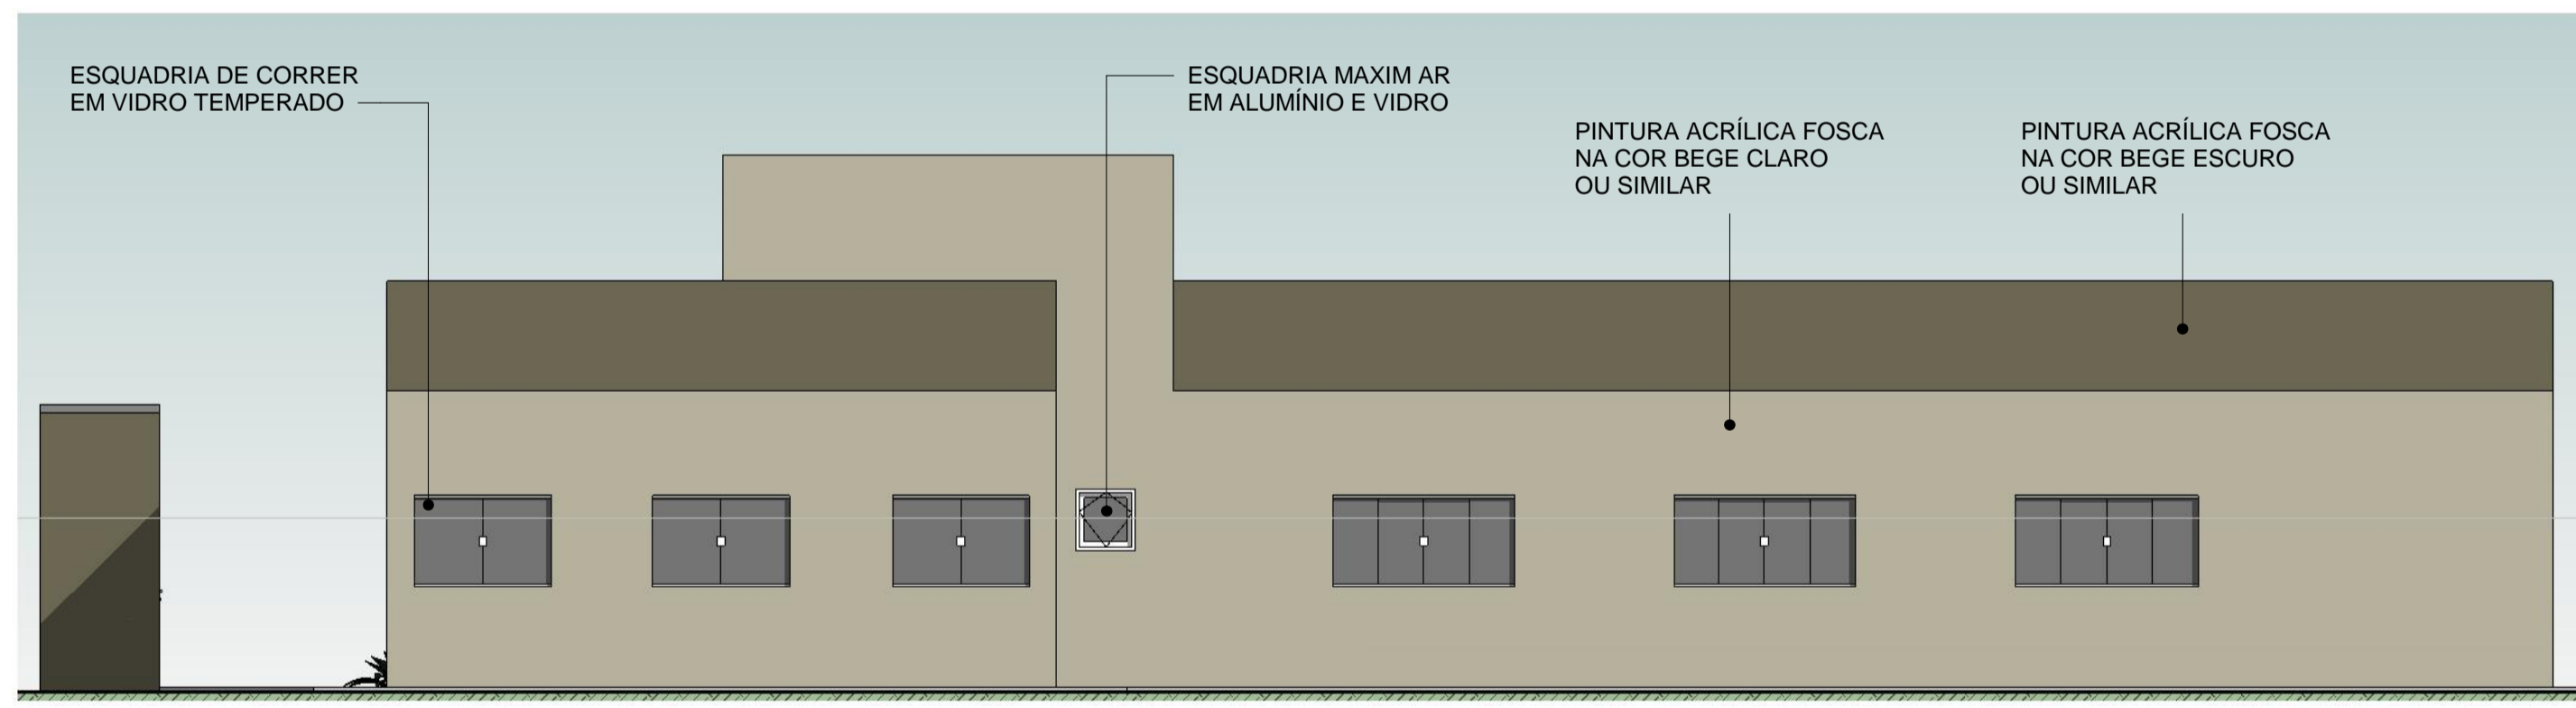 ESQUADRIA DE CORRER
EM VIDRO TEMPERADO
ESQUADRIA MAXIM AR
EM ALUMÍNIO E VIDRO
PINTURA ACRÍLICA FOSCA
NA COR BEGE CLARO
OU SIMILAR
PINTURA ACRÍLICA FOSCA
NA COR BEGE ESCURO
OU SIMILAR